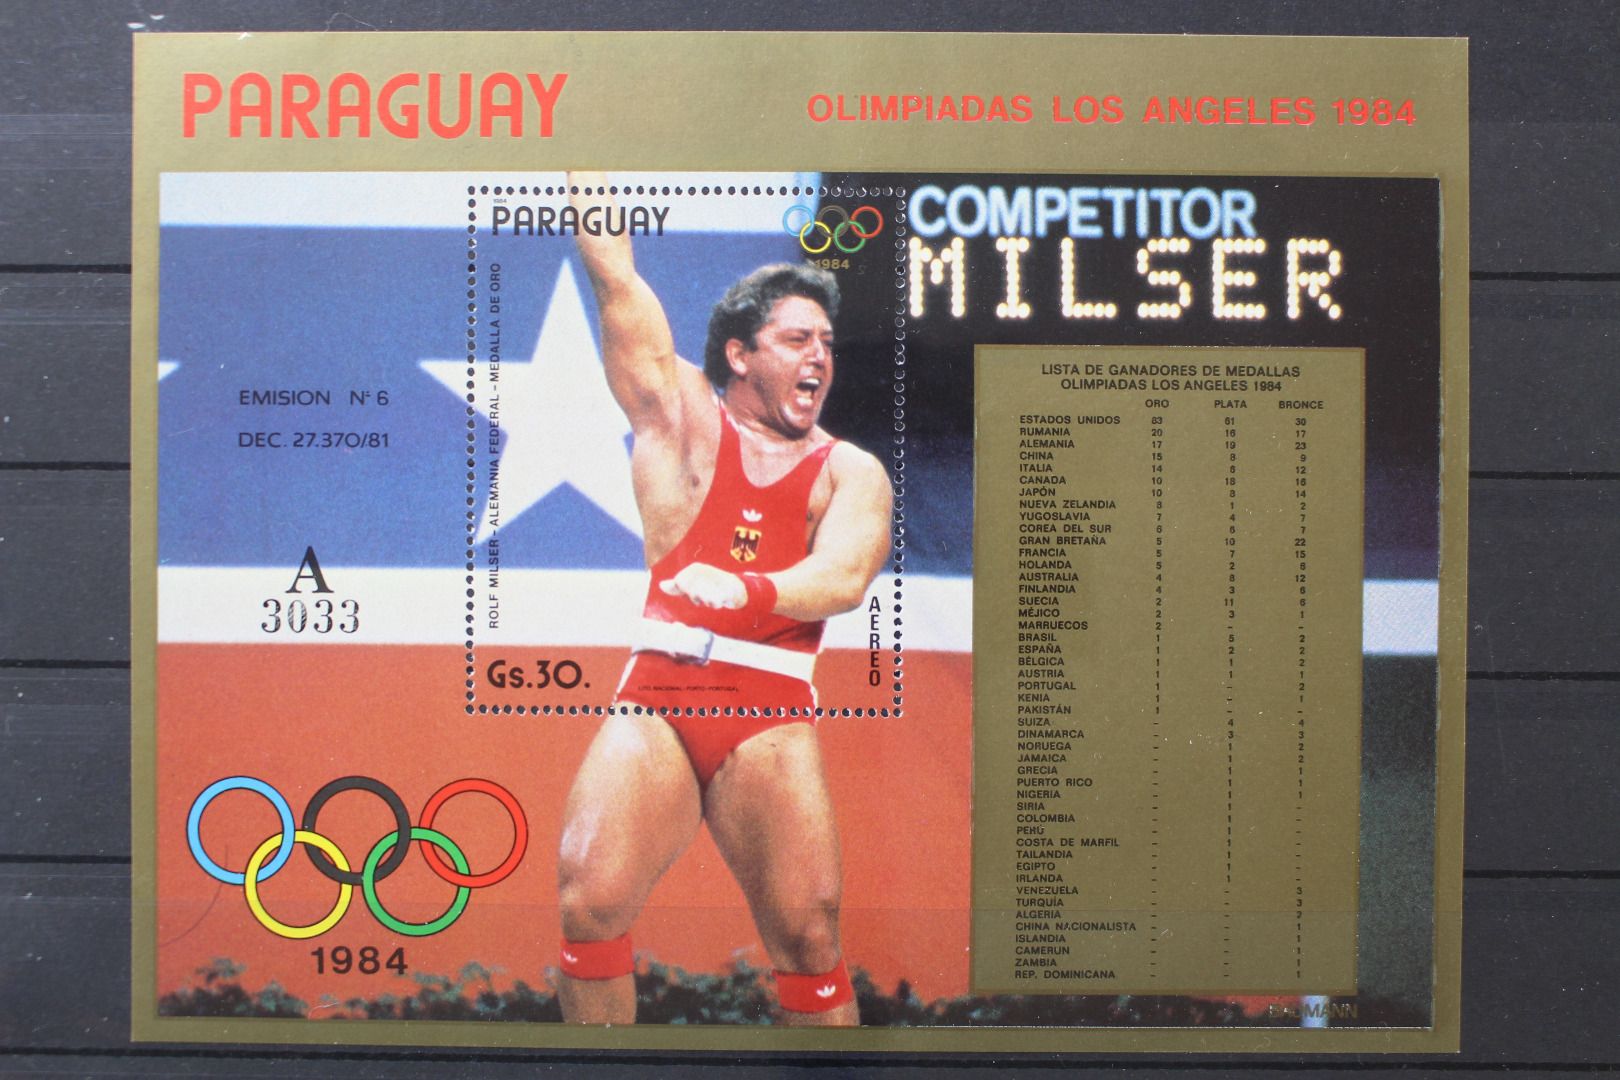 PARAGUAY
OLIMPIADAS LOS ANGELES 1984
1984
PARAGUAY
1984
COMPETITOR
MILSER
ROLF MILSER-ALEMANIA FEDERAL-MEDALLA DE ORO
EMISION Nº 6
DEC. 27.370/81
A
3033
AEREO
Gs.30.
LITO. NACIONAL-PORTO-PORTUGAL
1984
LISTA DE GANADORES DE MEDALLAS
OLIMPIADAS LOS ANGELES 1984
ORO PLATA BRONCE
ESTADOS UNIDOS 83 61 30
RUMANIA 20 16 17
ALEMANIA 17 19 23
CHINA 15 8 9
ITALIA 14 6 12
CANADA 10 18 16
JAPÓN 10 8 14
NUEVA ZELANDIA 8 1 2
YUGOSLAVIA 7 4 7
COREA DEL SUR 6 6 7
GRAN BRETAÑA 5 10 22
FRANCIA 5 7 15
HOLANDA 5 2 6
AUSTRALIA 4 8 12
FINLANDIA 4 3 6
SUECIA 2 11 6
MÉJICO 2 3 1
MARRUECOS 2 - -
BRASIL 1 5 2
ESPAÑA 1 2 2
BÉLGICA 1 1 2
AUSTRIA 1 1 1
PORTUGAL 1 - 2
KENIA 1 - 1
PAKISTÁN 1 - -
SUIZA - 4 4
DINAMARCA - 3 3
NORUEGA - 1 2
JAMAICA - 1 2
GRECIA - 1 1
PUERTO RICO - 1 1
NIGERIA - 1 1
SIRIA - 1 -
COLOMBIA - 1 -
PERÚ - 1 -
COSTA DE MARFIL - 1 -
TAILANDIA - 1 -
EGIPTO - 1 -
IRLANDA - 1 -
VENEZUELA - - 3
TURQUÍA - - 3
ALGERIA - - 2
CHINA NACIONALISTA - - 1
ISLANDIA - - 1
CAMERUN - - 1
ZAMBIA - - 1
REP. DOMINICANA - - 1
BAUMANN